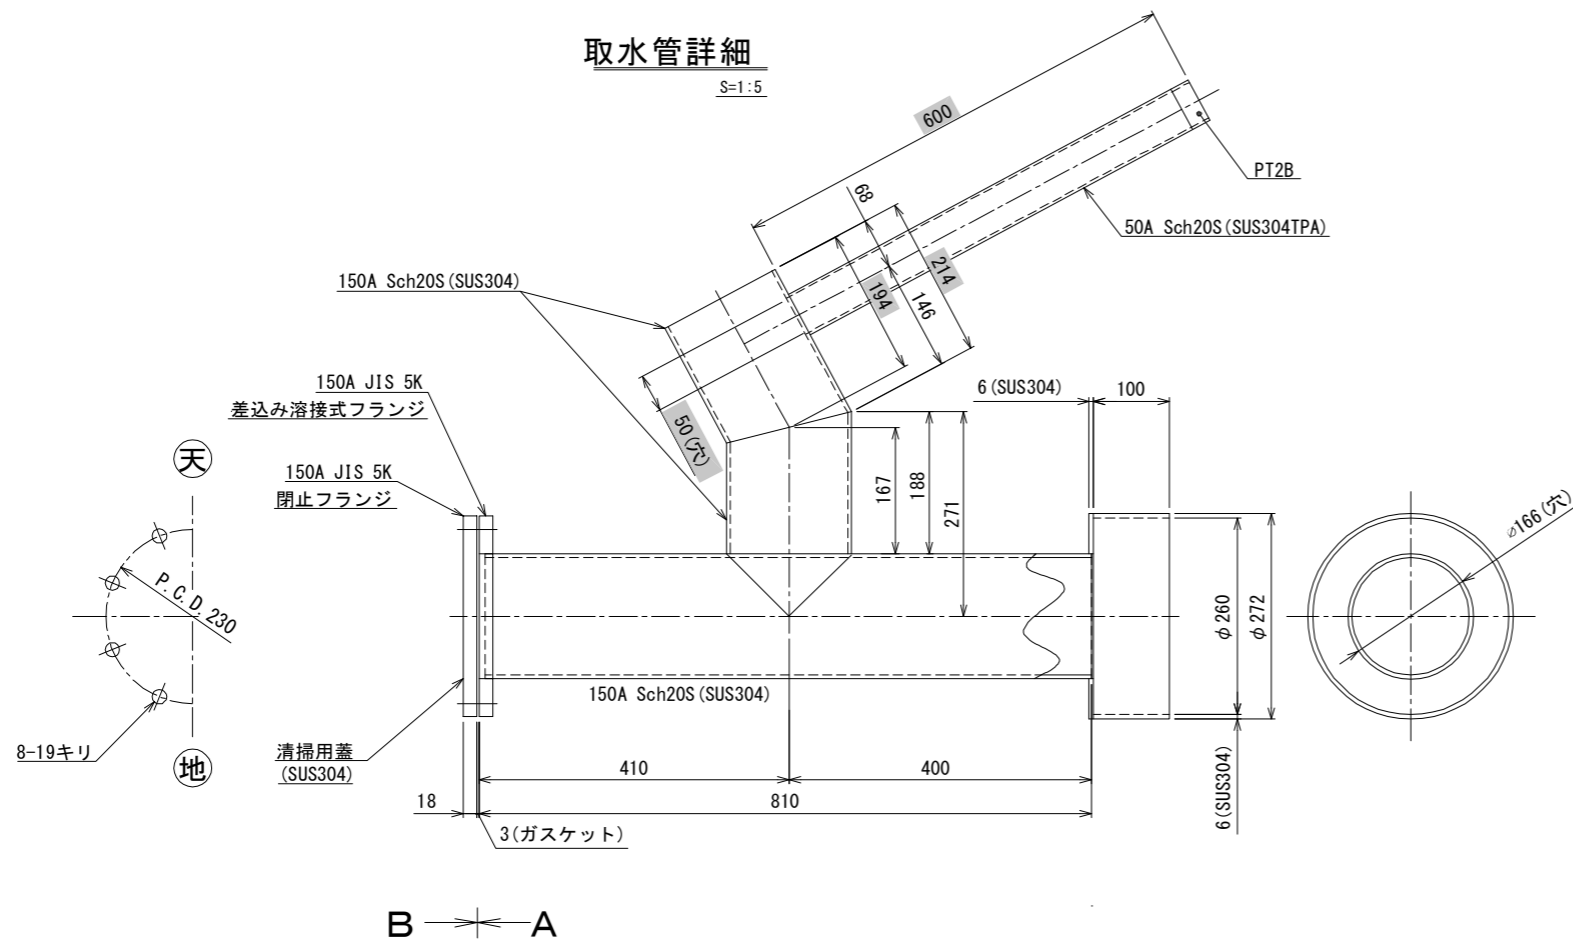 取水管詳細
S=1:5
600
PT2B
68
50A Sch20S(SUS304TPA)
214
194
146
150A Sch20S(SUS304)
50(穴)
150A JIS 5K
差込み溶接式フランジ
6(SUS304)
100
天
150A JIS 5K
閉止フランジ
167
188
271
⌀166(穴)
P.C.D.230
φ260
φ272
150A Sch20S(SUS304)
8-19キリ
地
清掃用蓋
(SUS304)
410
400
18
810
6(SUS304)
3(ガスケット)
B
A